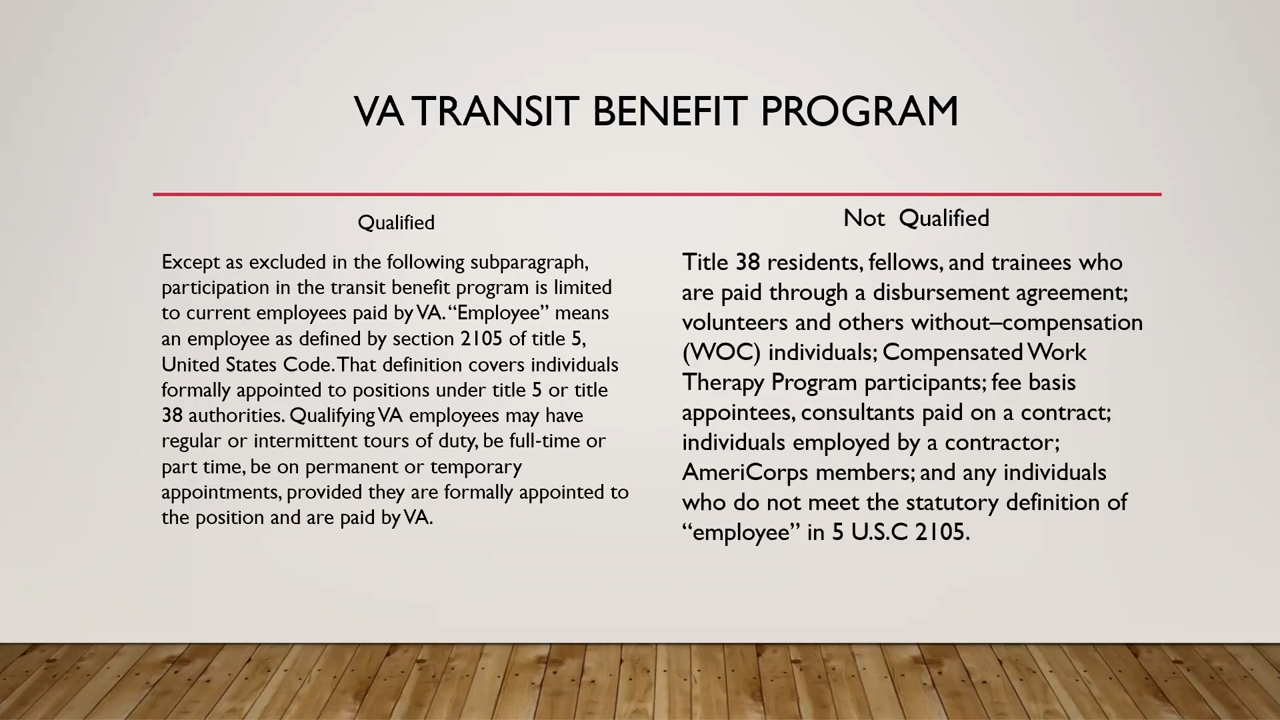 VA TRANSIT BENEFIT PROGRAM
Qualified
Except as excluded in the following subparagraph,
participation in the transit benefit program is limited
to current employees paid by VA. “Employee” means
an employee as defined by section 2105 of title 5,
United States Code. That definition covers individuals
formally appointed to positions under title 5 or title
38 authorities. Qualifying VA employees may have
regular or intermittent tours of duty, be full-time or
part time, be on permanent or temporary
appointments, provided they are formally appointed to
the position and are paid by VA.
Not Qualified
Title 38 residents, fellows, and trainees who
are paid through a disbursement agreement;
volunteers and others without–compensation
(WOC) individuals; Compensated Work
Therapy Program participants; fee basis
appointees, consultants paid on a contract;
individuals employed by a contractor;
AmeriCorps members; and any individuals
who do not meet the statutory definition of
“employee” in 5 U.S.C 2105.